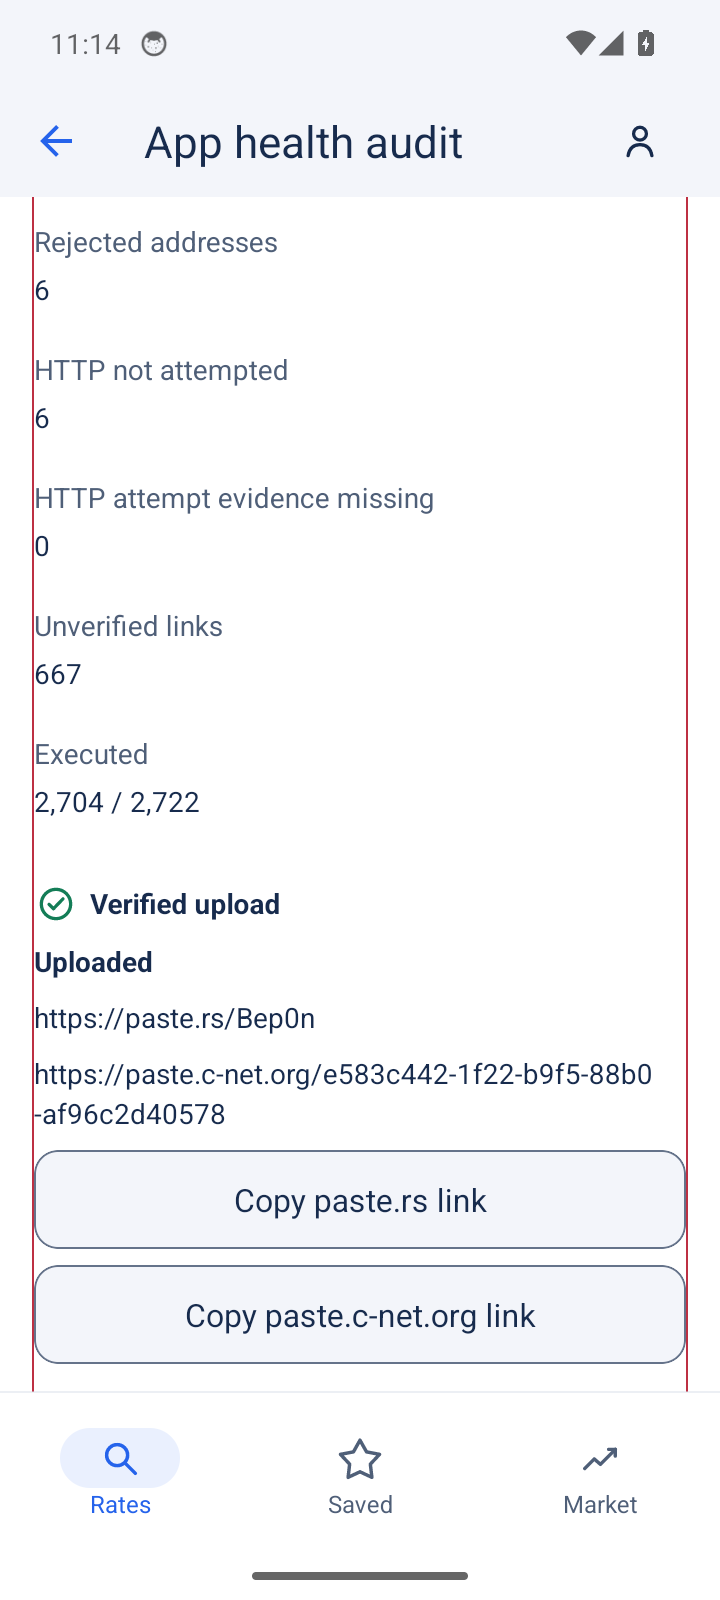 11:14
App health audit
Rejected addresses
6
HTTP not attempted
6
HTTP attempt evidence missing
0
Unverified links
667
Executed
2,704 / 2,722
Verified upload
Uploaded
https://paste.rs/Bep0n
https://paste.c-net.org/e583c442-1f22-b9f5-88b0
-af96c2d40578
Copy paste.rs link
Copy paste.c-net.org link
Rates
Saved
Market